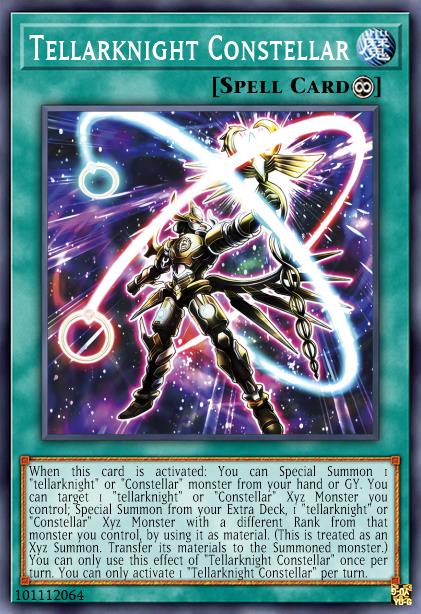 TELLARKNIGHT CONSTELLAR
魔
[SPELL CARD]
When this card is activated: You can Special Summon 1
"tellarknight" or "Constellar" monster from your hand or GY. You
can target 1 "tellarknight" or "Constellar" Xyz Monster you
control; Special Summon from your Extra Deck, 1 "tellarknight" or
"Constellar" Xyz Monster with a different Rank from that
monster you control, by using it as material. (This is treated as an
Xyz Summon. Transfer its materials to the Summoned monster.)
You can only use this effect of "Tellarknight Constellar" once per
turn. You can only activate 1 "Tellarknight Constellar" per turn.
101112064